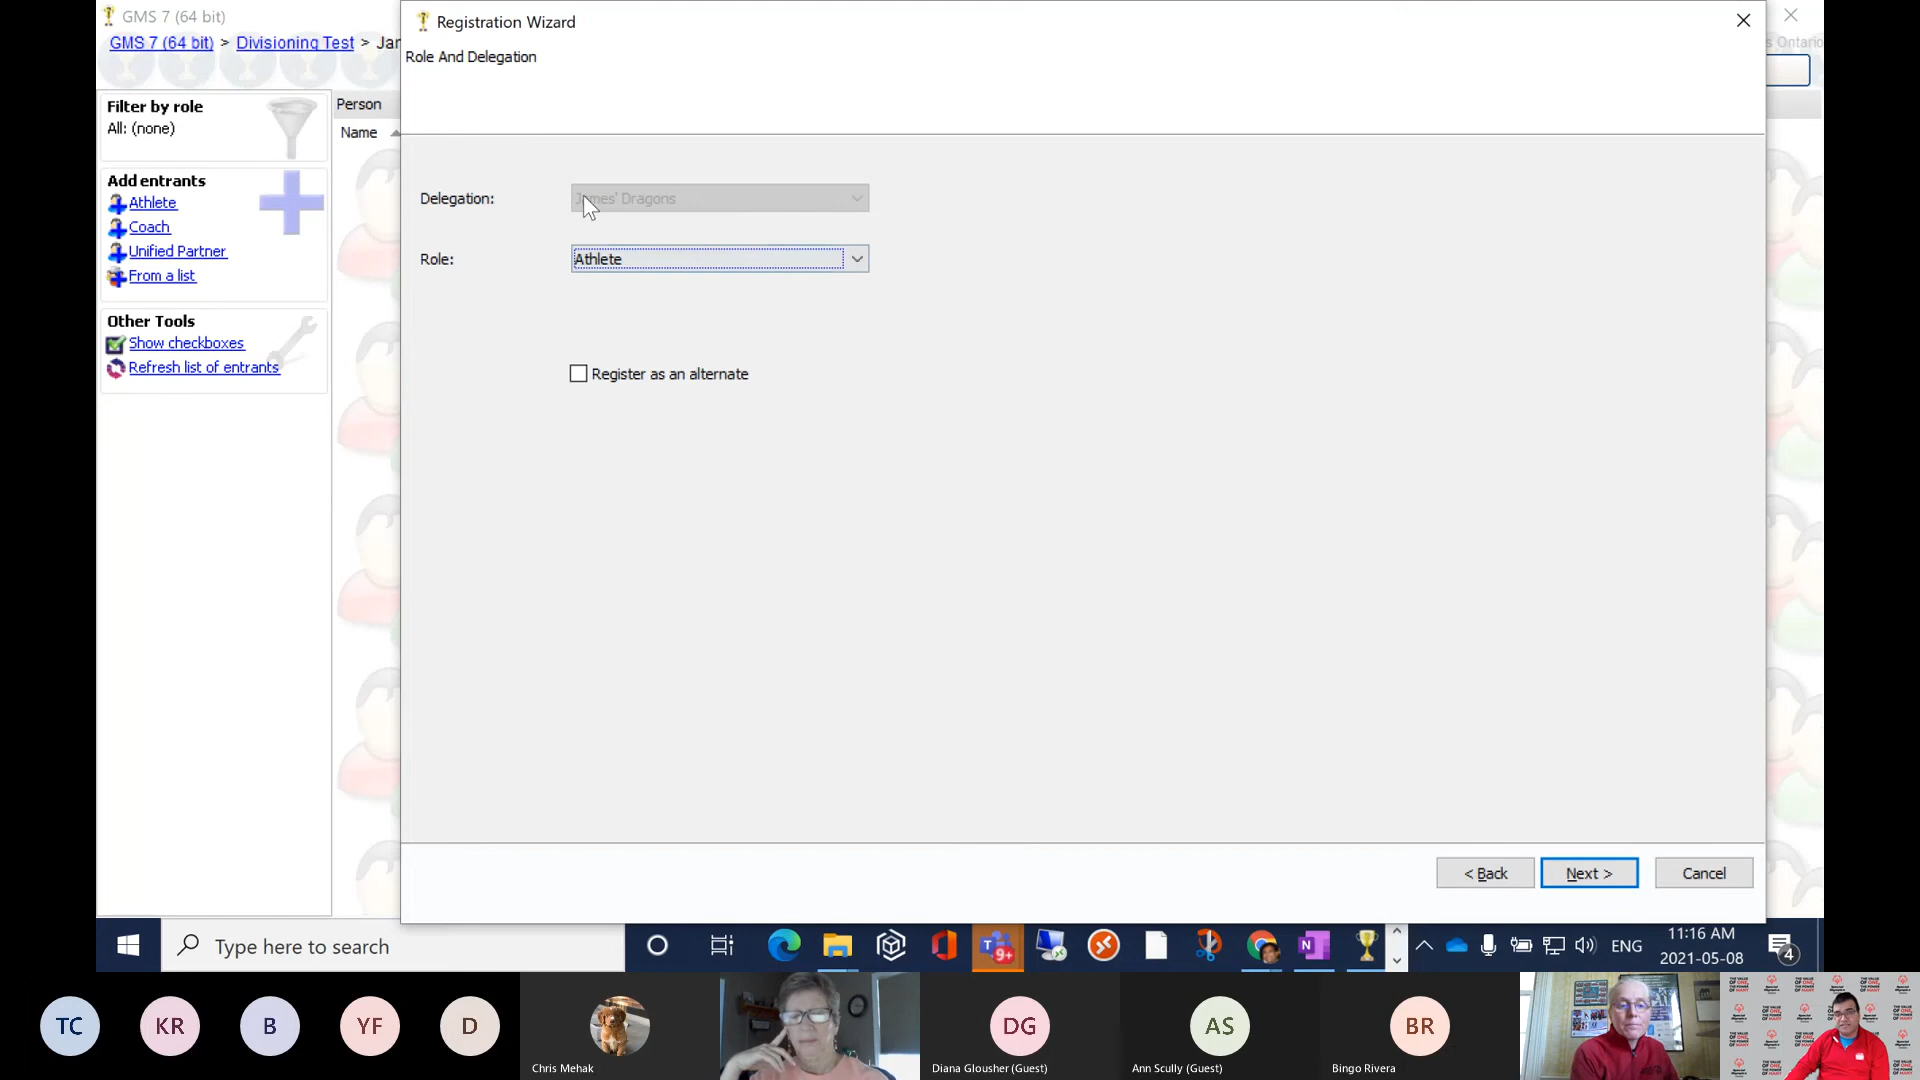 GMS 7 (64 bit)
Registration Wizard
GMS 7 (64 bit) > Divisioning Test >
Role And Delegation
s Ontario
Filter by role
All: (none)
Person
Name
Add entrants
Athlete
Coach
Unified Partner
From a list
Other Tools
Show checkboxes
Refresh list of entrants
Delegation:
James' Dragons
Role:
Athlete
Register as an alternate
< Back
Next >
Cancel
Type here to search
9+
ENG
11:16 AM
2021-05-08
4
TC
KR
B
YF
D
Chris Mehak
DG
Diana Glousher (Guest)
AS
Ann Scully (Guest)
BR
Bingo Rivera